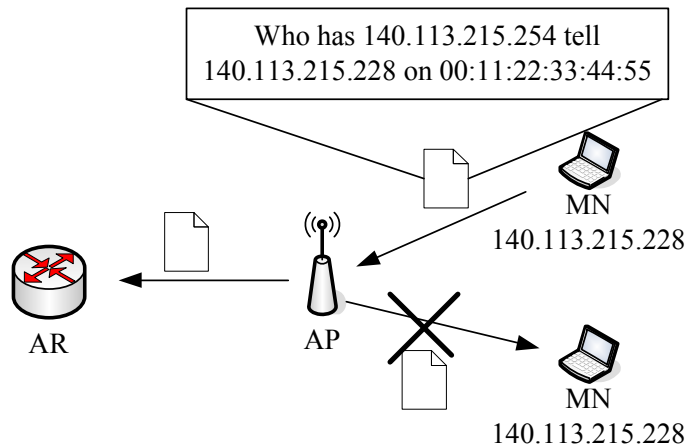 Who has 140.113.215.254 tell
140.113.215.228 on 00:11:22:33:44:55
MN
140.113.215.228
AR
AP
MN
140.113.215.228